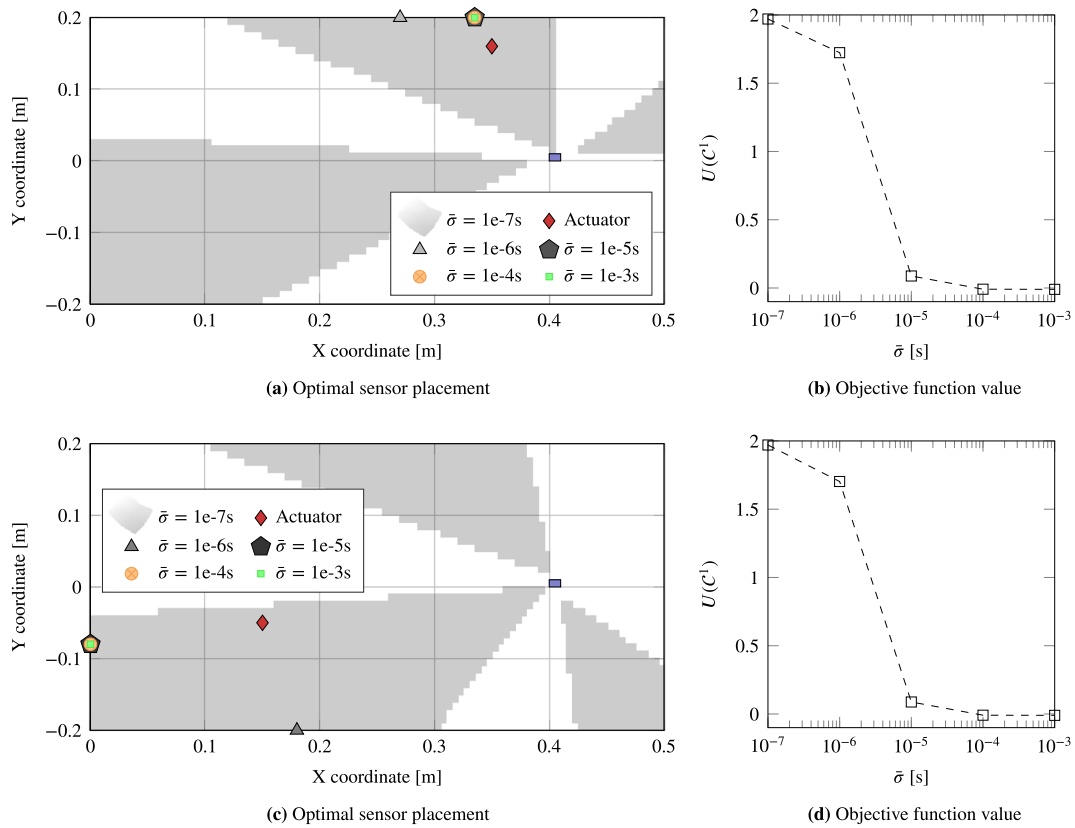 0.2
0.1
0
−0.1
−0.2
Y coordinate [m]
σ̄ = 1e-7s
Actuator
σ̄ = 1e-6s
σ̄ = 1e-5s
σ̄ = 1e-4s
σ̄ = 1e-3s
0 0.1 0.2 0.3 0.4 0.5
X coordinate [m]
(a) Optimal sensor placement
2
1.5
1
0.5
0
U(𝒞¹)
10⁻⁷ 10⁻⁶ 10⁻⁵ 10⁻⁴ 10⁻³
σ̄ [s]
(b) Objective function value
0.2
0.1
0
−0.1
−0.2
Y coordinate [m]
σ̄ = 1e-7s
Actuator
σ̄ = 1e-6s
σ̄ = 1e-5s
σ̄ = 1e-4s
σ̄ = 1e-3s
0 0.1 0.2 0.3 0.4 0.5
X coordinate [m]
(c) Optimal sensor placement
2
1.5
1
0.5
0
U(𝒞¹)
10⁻⁷ 10⁻⁶ 10⁻⁵ 10⁻⁴ 10⁻³
σ̄ [s]
(d) Objective function value